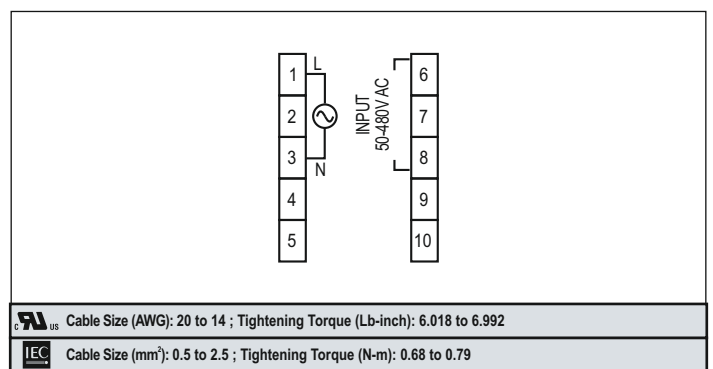 1
2
3
4
5
L
N
INPUT
50-480V AC
6
7
8
9
10
c RU US Cable Size (AWG): 20 to 14 ; Tightening Torque (Lb-inch): 6.018 to 6.992
IEC Cable Size (mm²): 0.5 to 2.5 ; Tightening Torque (N-m): 0.68 to 0.79